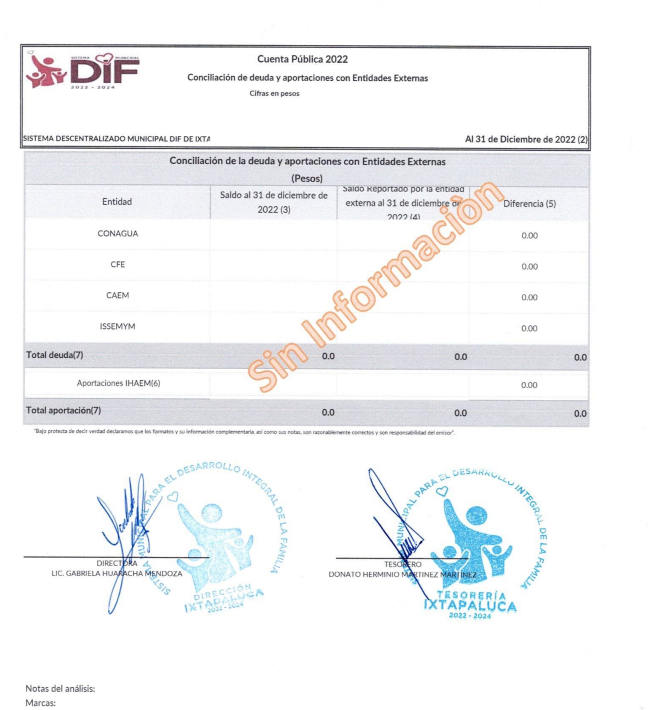 SISTEMA MUNICIPAL
DIF
2022 - 2024
Cuenta Pública 2022
Conciliación de deuda y aportaciones con Entidades Externas
Cifras en pesos
SISTEMA DESCENTRALIZADO MUNICIPAL DIF DE IXTA
Al 31 de Diciembre de 2022 (2)
Conciliación de la deuda y aportaciones con Entidades Externas
(Pesos)
Entidad
Saldo al 31 de diciembre de
2022 (3)
Saldo Reportado por la entidad
externa al 31 de diciembre de
2022 (4)
Diferencia (5)
CONAGUA 0.00
CFE 0.00
CAEM 0.00
ISSEMYM 0.00
Total deuda(7) 0.0 0.0 0.0
Aportaciones IHAEM(6) 0.00
Total aportación(7) 0.0 0.0 0.0
Sin Informaciòn
"Bajo protesta de decir verdad declaramos que los formatos y su información complementaria, así como sus notas, son razonablemente correctos y son responsabilidad del emisor".
DIRECTORA
LIC. GABRIELA HUARACHA MENDOZA
SISTEMA MUNICIPAL PARA EL DESARROLLO INTEGRAL DE LA FAMILIA
DIRECCIÓN
IXTAPALUCA
2022 - 2024
TESORERO
DONATO HERMINIO MARTINEZ MARTINEZ
MUNICIPAL PARA EL DESARROLLO INTEGRAL DE LA FAMILIA
TESORERÍA
IXTAPALUCA
2022 - 2024
Notas del análisis:
Marcas: